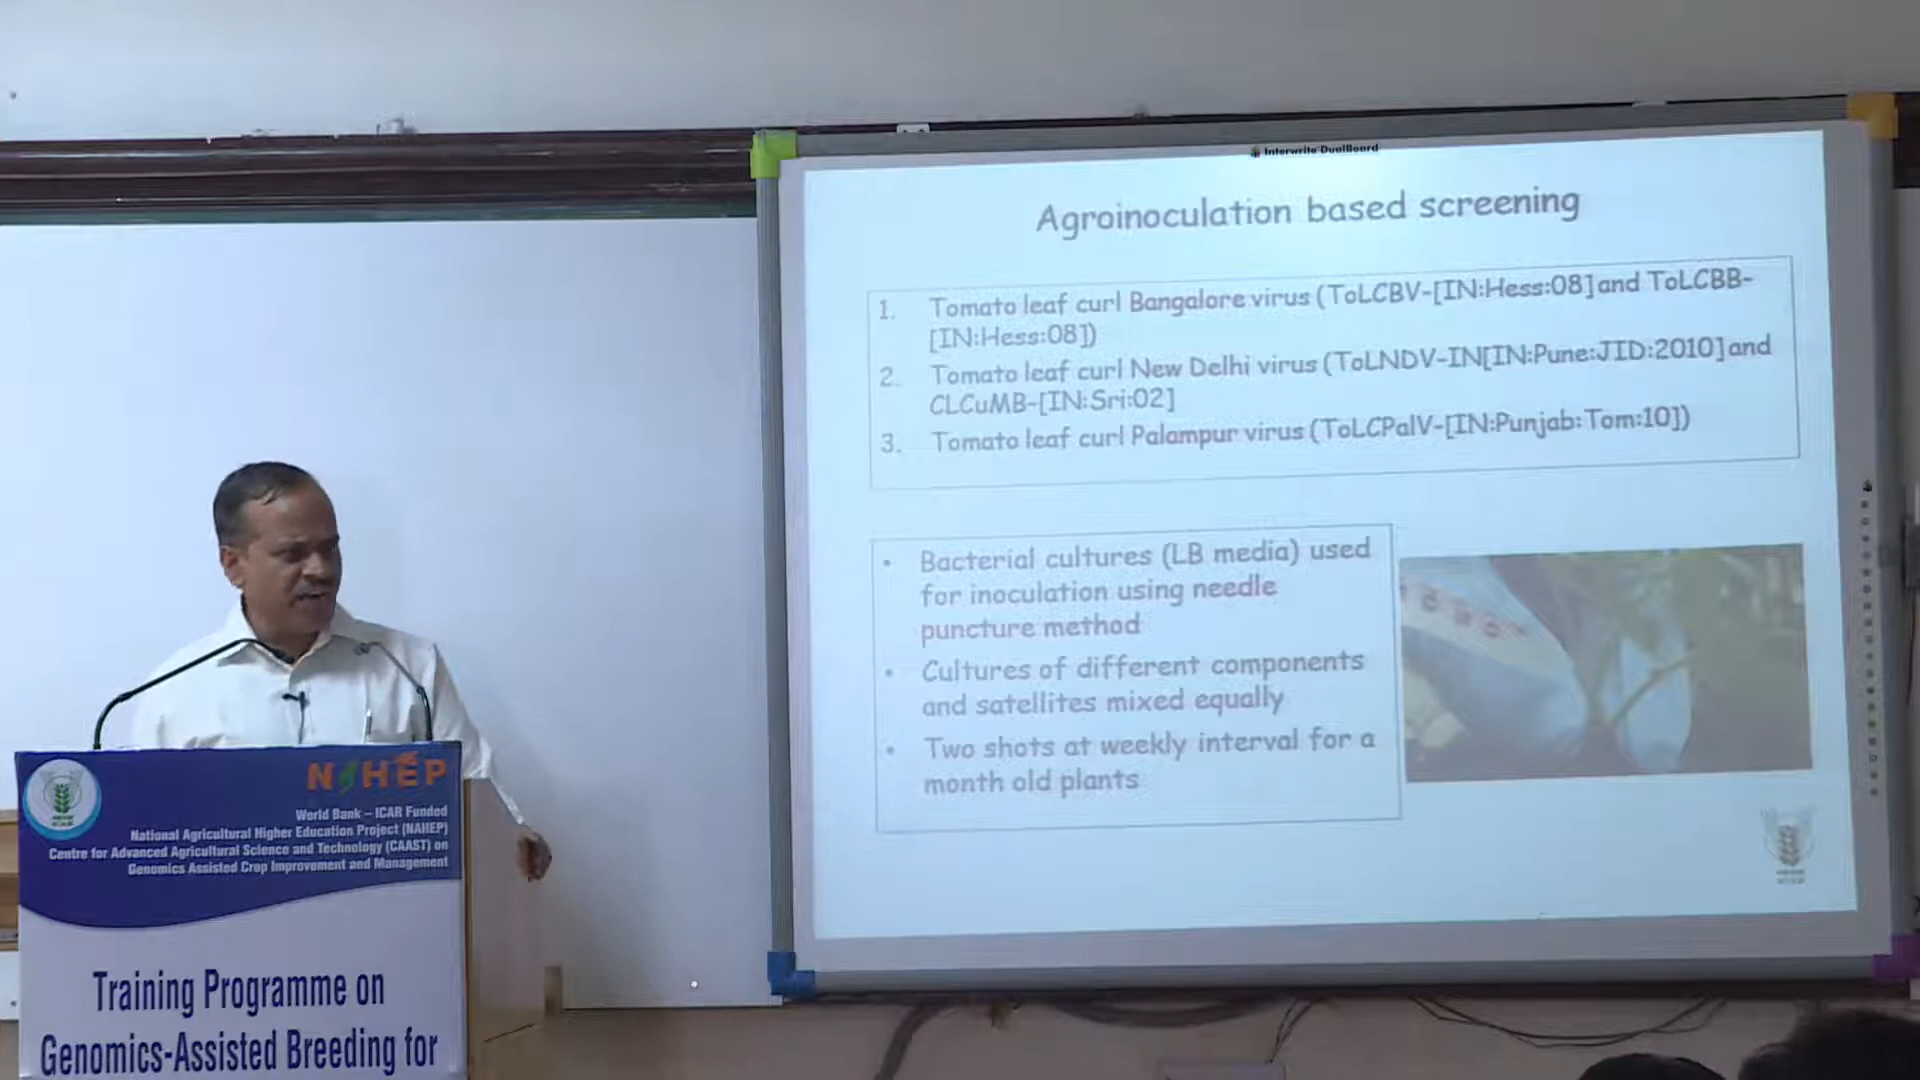 Interwrite DualBoard
Agroinoculation based screening
1. Tomato leaf curl Bangalore virus (ToLCBV-[IN:Hess:08] and ToLCBB-
[IN:Hess:08])
2. Tomato leaf curl New Delhi virus (ToLNDV-IN[IN:Pune:JID:2010] and
CLCuMB-[IN:Sri:02]
3. Tomato leaf curl Palampur virus (ToLCPalV-[IN:Punjab:Tom:10])
• Bacterial cultures (LB media) used
for inoculation using needle
puncture method
• Cultures of different components
and satellites mixed equally
• Two shots at weekly interval for a
month old plants
NAHEP
World Bank – ICAR Funded
National Agricultural Higher Education Project (NAHEP)
Centre for Advanced Agricultural Science and Technology (CAAST) on
Genomics Assisted Crop Improvement and Management
Training Programme on
Genomics-Assisted Breeding for